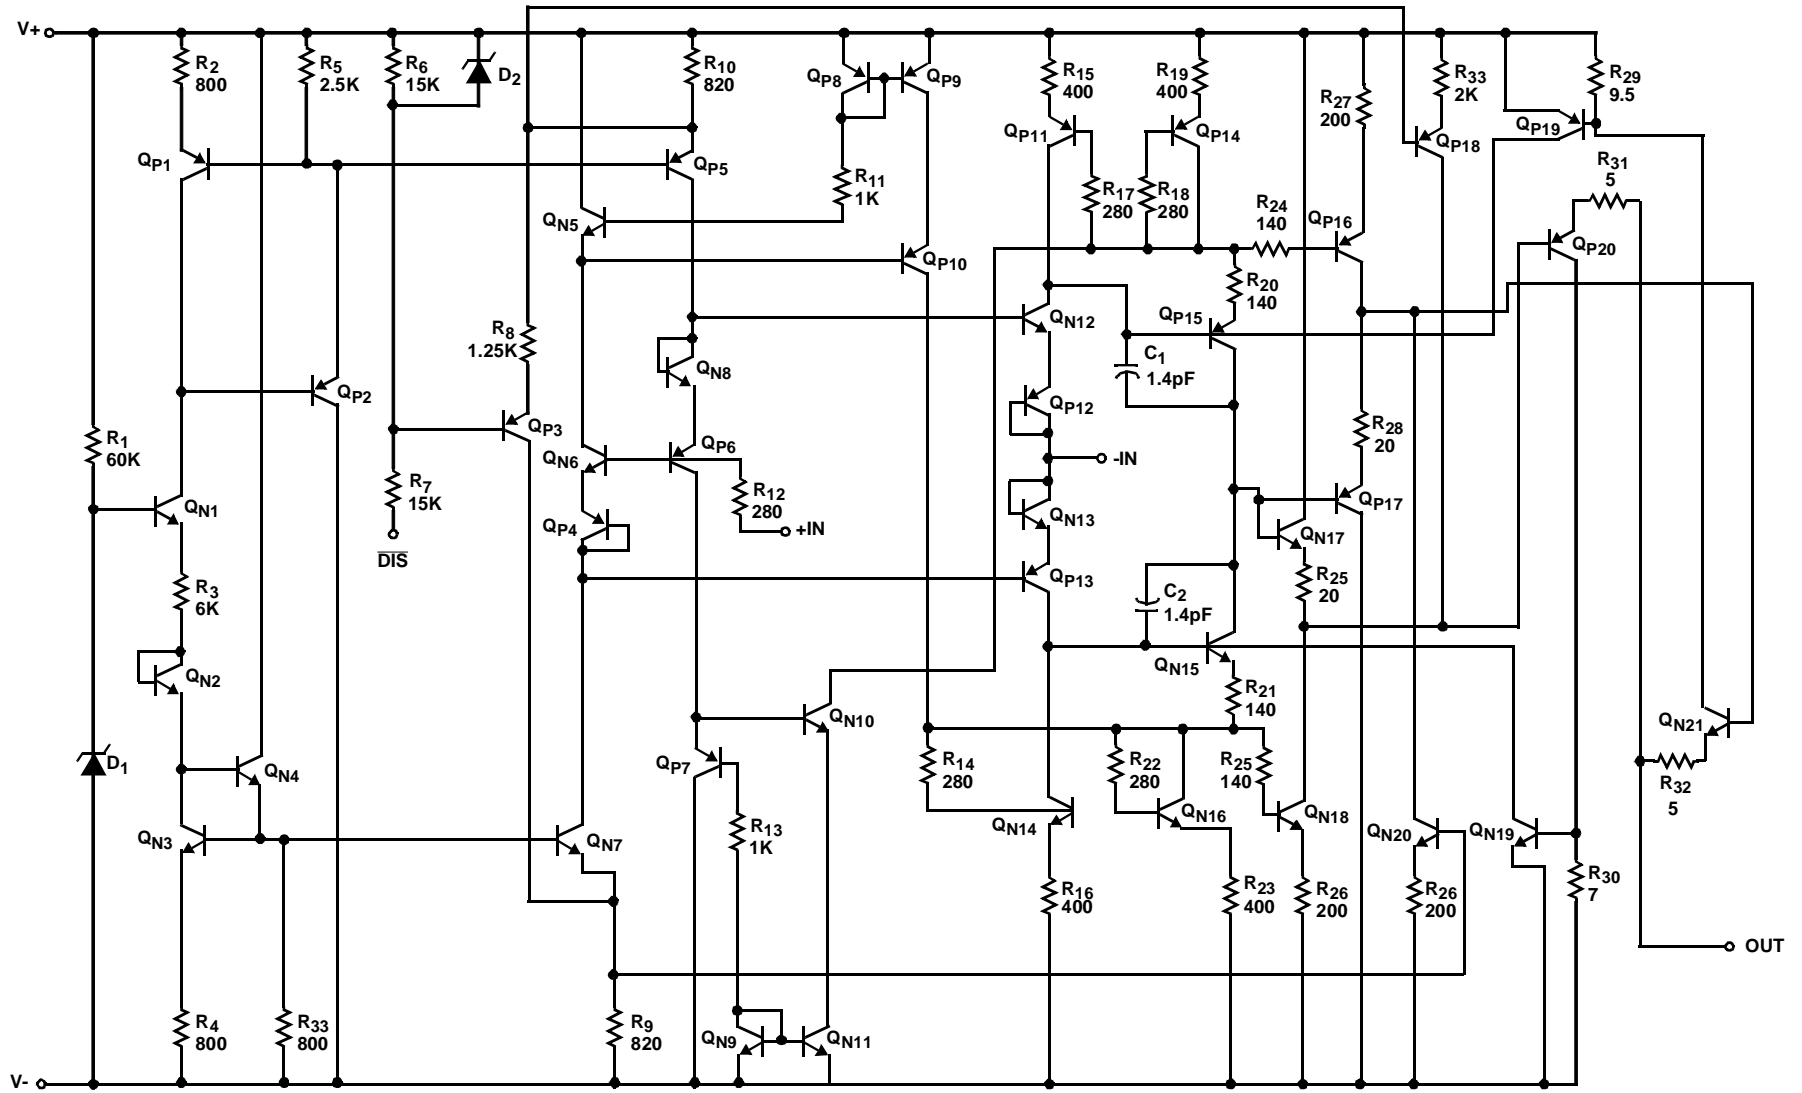 V+
R2
800
R5
2.5K
R6
15K
D2
R10
820
QP8
QP9
R15
400
R19
400
R27
200
R33
2K
R29
9.5
QP1
QP5
QP11
QP14
QP18
QP19
R11
1K
R17
280
R18
280
R31
5
QN5
R24
140
QP16
QP20
QP10
R20
140
QN12
QP15
R8
1.25K
QN8
C1
1.4pF
QP2
QP12
QP3
R28
20
R1
60K
QN6
QP6
-IN
R7
15K
R12
280
QP17
QN1
QP4
+IN
QN13
QN17
DIS
QP13
R25
20
R3
6K
C2
1.4pF
QN2
QN15
R21
140
QN10
QN21
D1
QN4
QP7
R14
280
R22
280
R25
140
R32
5
QN3
QN7
R13
1K
QN14
QN16
QN18
QN20
QN19
R16
400
R23
400
R26
200
R26
200
R30
7
OUT
R4
800
R33
800
R9
820
QN9
QN11
V-